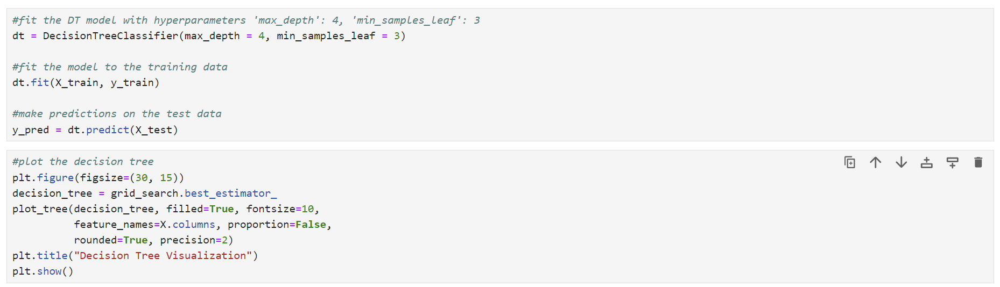 #fit the DT model with hyperparameters 'max_depth': 4, 'min_samples_leaf': 3
dt = DecisionTreeClassifier(max_depth = 4, min_samples_leaf = 3)
#fit the model to the training data
dt.fit(X_train, y_train)
#make predictions on the test data
y_pred = dt.predict(X_test)
#plot the decision tree
plt.figure(figsize=(30, 15))
decision_tree = grid_search.best_estimator_
plot_tree(decision_tree, filled=True, fontsize=10,
          feature_names=X.columns, proportion=False,
          rounded=True, precision=2)
plt.title("Decision Tree Visualization")
plt.show()